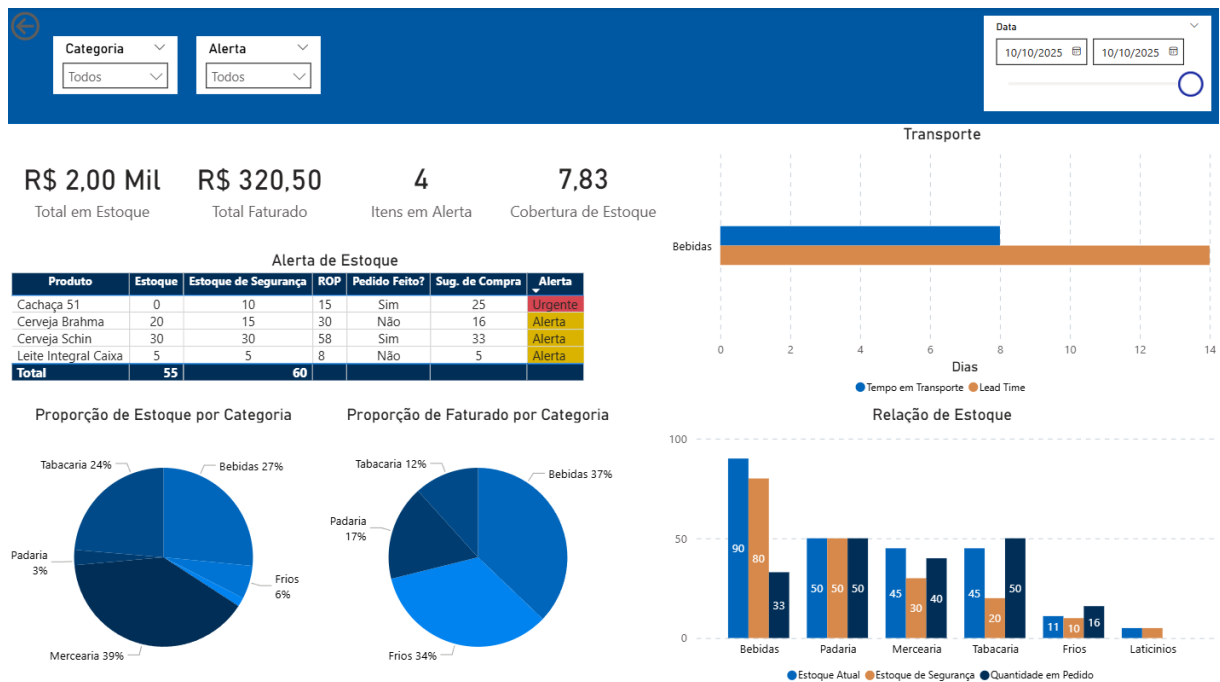 Categoria
Todos
Alerta
Todos
Data
10/10/2025 10/10/2025
R$ 2,00 Mil
Total em Estoque
R$ 320,50
Total Faturado
4
Itens em Alerta
7,83
Cobertura de Estoque
Transporte
Bebidas
0 2 4 6 8 10 12 14
Dias
Tempo em Transporte Lead Time
Alerta de Estoque
Produto Estoque Estoque de Segurança ROP Pedido Feito? Sug. de Compra Alerta
Cachaça 51 0 10 15 Sim 25 Urgente
Cerveja Brahma 20 15 30 Não 16 Alerta
Cerveja Schin 30 30 58 Sim 33 Alerta
Leite Integral Caixa 5 5 8 Não 5 Alerta
Total 55 60
Proporção de Estoque por Categoria
Tabacaria 24%
Bebidas 27%
Padaria
3%
Frios
6%
Mercearia 39%
Proporção de Faturado por Categoria
Tabacaria 12%
Bebidas 37%
Padaria
17%
Frios 34%
Relação de Estoque
100
50
0
90 80 33
50 50 50
45 30 40
45 20 50
11 10 16
Bebidas Padaria Mercearia Tabacaria Frios Laticinios
Estoque Atual Estoque de Segurança Quantidade em Pedido